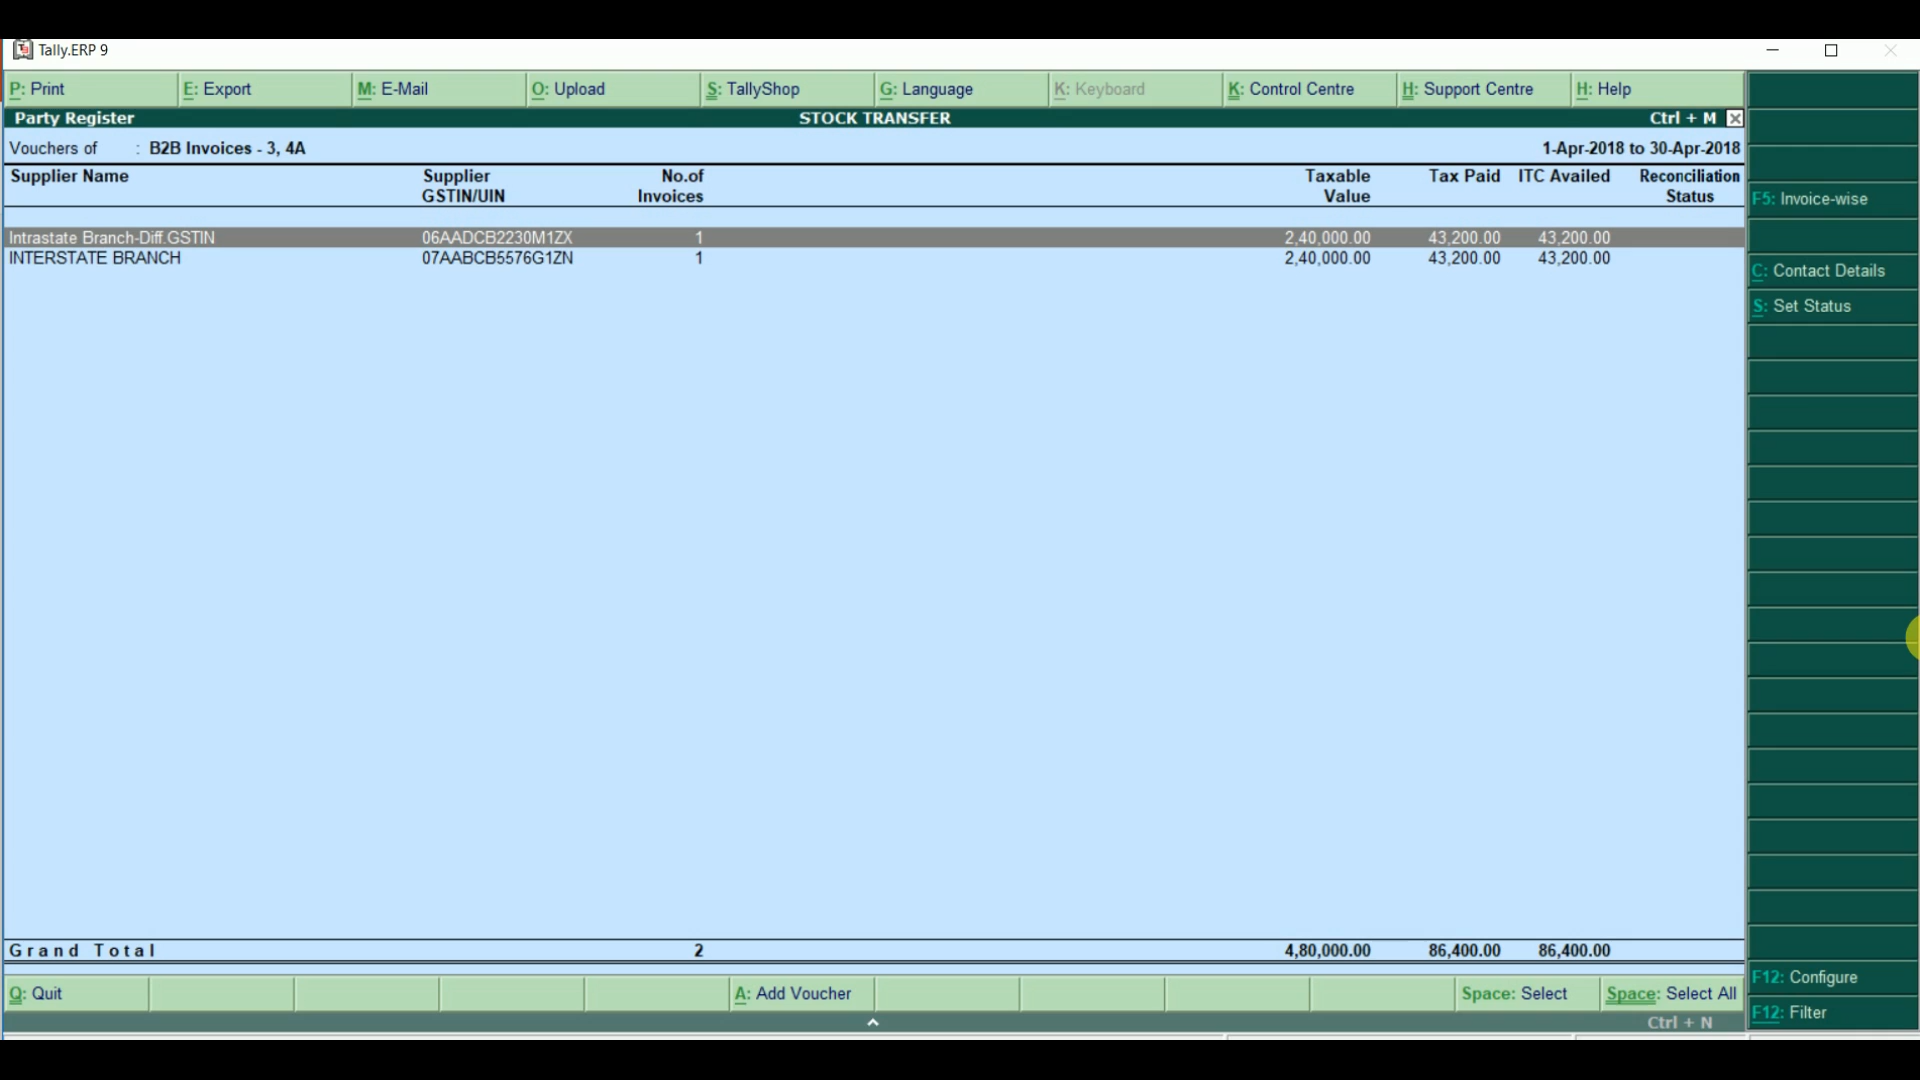 Tally.ERP 9
P: Print E: Export M: E-Mail O: Upload S: TallyShop G: Language K: Keyboard K: Control Centre H: Support Centre H: Help
Party Register STOCK TRANSFER Ctrl + M
Vouchers of : B2B Invoices - 3, 4A 1-Apr-2018 to 30-Apr-2018
Supplier Name Supplier No.of Taxable Tax Paid ITC Availed Reconciliation
GSTIN/UIN Invoices Value Status
F5: Invoice-wise
Intrastate Branch-Diff.GSTIN 06AADCB2230M1ZX 1 2,40,000.00 43,200.00 43,200.00
INTERSTATE BRANCH 07AABCB5576G1ZN 1 2,40,000.00 43,200.00 43,200.00
C: Contact Details
S: Set Status
Grand Total 2 4,80,000.00 86,400.00 86,400.00
F12: Configure
Q: Quit A: Add Voucher Space: Select Space: Select All
F12: Filter
Ctrl + N